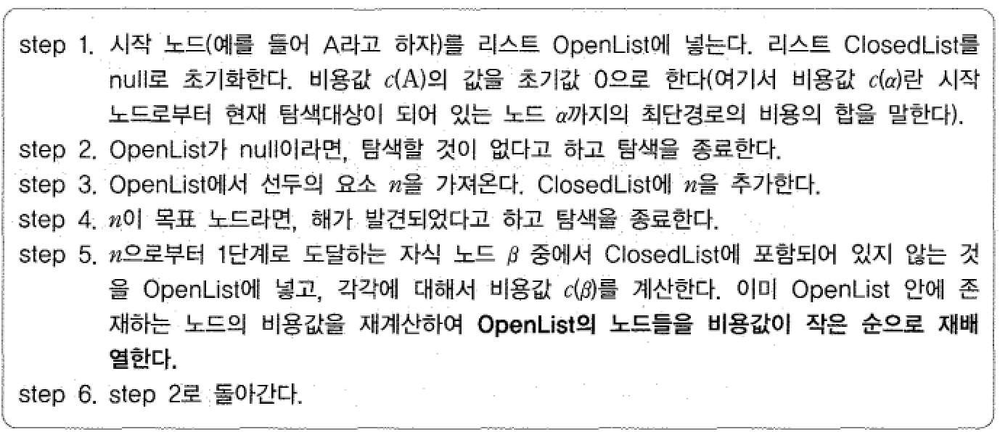 step 1. 시작 노드(예를 들어 A라고 하자)를 리스트 OpenList에 넣는다. 리스트 ClosedList를
null로 초기화한다. 비용값 c(A)의 값을 초기값 0으로 한다(여기서 비용값 c(α)란 시작
노드로부터 현재 탐색대상이 되어 있는 노드 α까지의 최단경로의 비용의 합을 말한다).
step 2. OpenList가 null이라면, 탐색할 것이 없다고 하고 탐색을 종료한다.
step 3. OpenList에서 선두의 요소 n을 가져온다. ClosedList에 n을 추가한다.
step 4. n이 목표 노드라면, 해가 발견되었다고 하고 탐색을 종료한다.
step 5. n으로부터 1단계로 도달하는 자식 노드 β 중에서 ClosedList에 포함되어 있지 않는 것
을 OpenList에 넣고, 각각에 대해서 비용값 c(β)를 계산한다. 이미 OpenList 안에 존
재하는 노드의 비용값을 재계산하여 OpenList의 노드들을 비용값이 작은 순으로 재배
열한다.
step 6. step 2로 돌아간다.